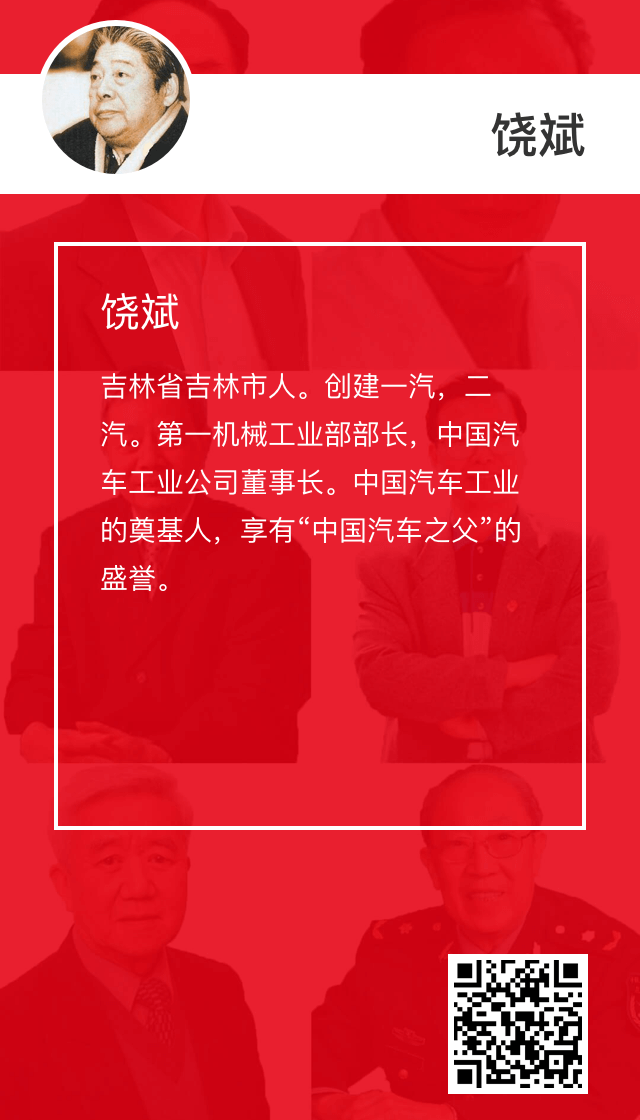 饶斌
饶斌
吉林省吉林市人。创建一汽，二
汽。第一机械工业部部长，中国汽
车工业公司董事长。中国汽车工业
的奠基人，享有“中国汽车之父”的
盛誉。